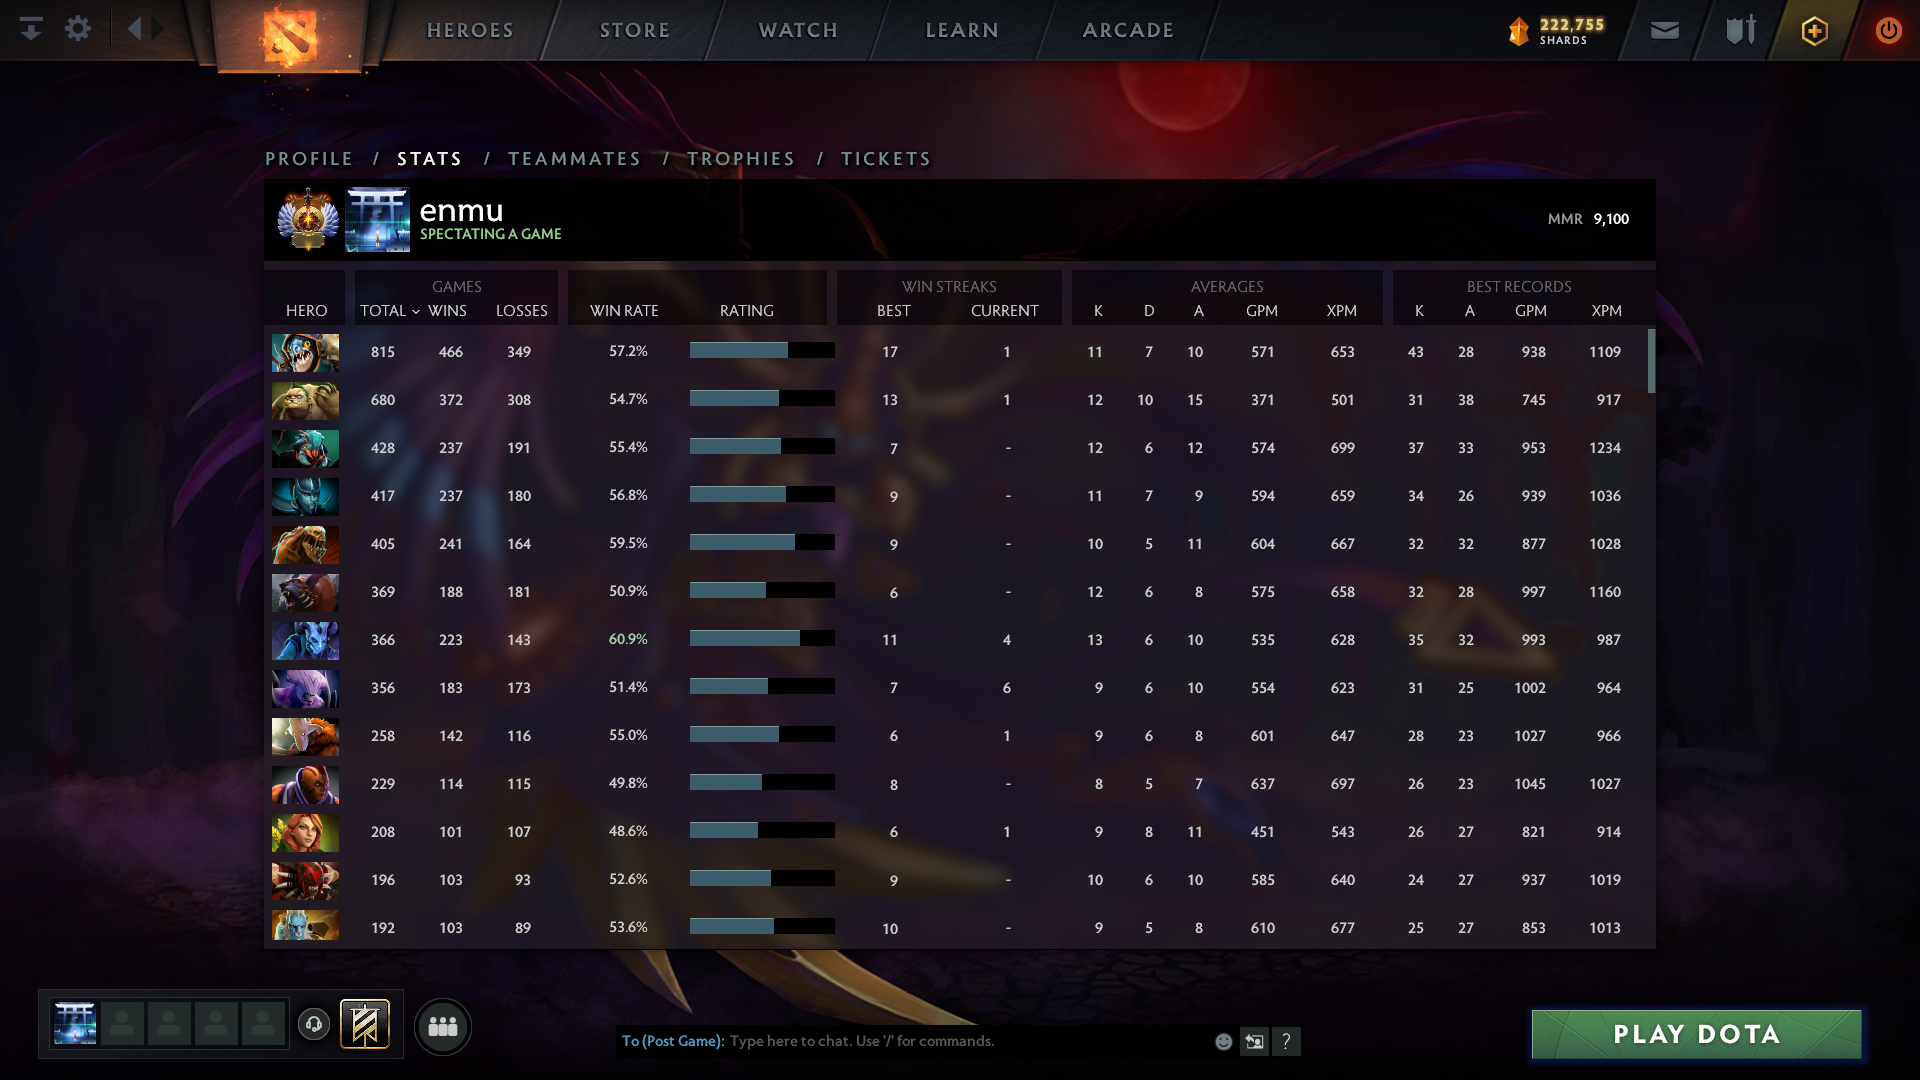 HEROES STORE WATCH LEARN ARCADE 222,755 SHARDS
PROFILE / STATS / TEAMMATES / TROPHIES / TICKETS
enmu
SPECTATING A GAME
MMR 9,100
GAMES WIN STREAKS AVERAGES BEST RECORDS
HERO TOTAL WINS LOSSES WIN RATE RATING BEST CURRENT K D A GPM XPM K A GPM XPM
815 466 349 57.2% 17 1 11 7 10 571 653 43 28 938 1109
680 372 308 54.7% 13 1 12 10 15 371 501 31 38 745 917
428 237 191 55.4% 7 - 12 6 12 574 699 37 33 953 1234
417 237 180 56.8% 9 - 11 7 9 594 659 34 26 939 1036
405 241 164 59.5% 9 - 10 5 11 604 667 32 32 877 1028
369 188 181 50.9% 6 - 12 6 8 575 658 32 28 997 1160
366 223 143 60.9% 11 4 13 6 10 535 628 35 32 993 987
356 183 173 51.4% 7 6 9 6 10 554 623 31 25 1002 964
258 142 116 55.0% 6 1 9 6 8 601 647 28 23 1027 966
229 114 115 49.8% 8 - 8 5 7 637 697 26 23 1045 1027
208 101 107 48.6% 6 1 9 8 11 451 543 26 27 821 914
196 103 93 52.6% 9 - 10 6 10 585 640 24 27 937 1019
192 103 89 53.6% 10 - 9 5 8 610 677 25 27 853 1013
To (Post Game): Type here to chat. Use '/' for commands. ?
PLAY DOTA